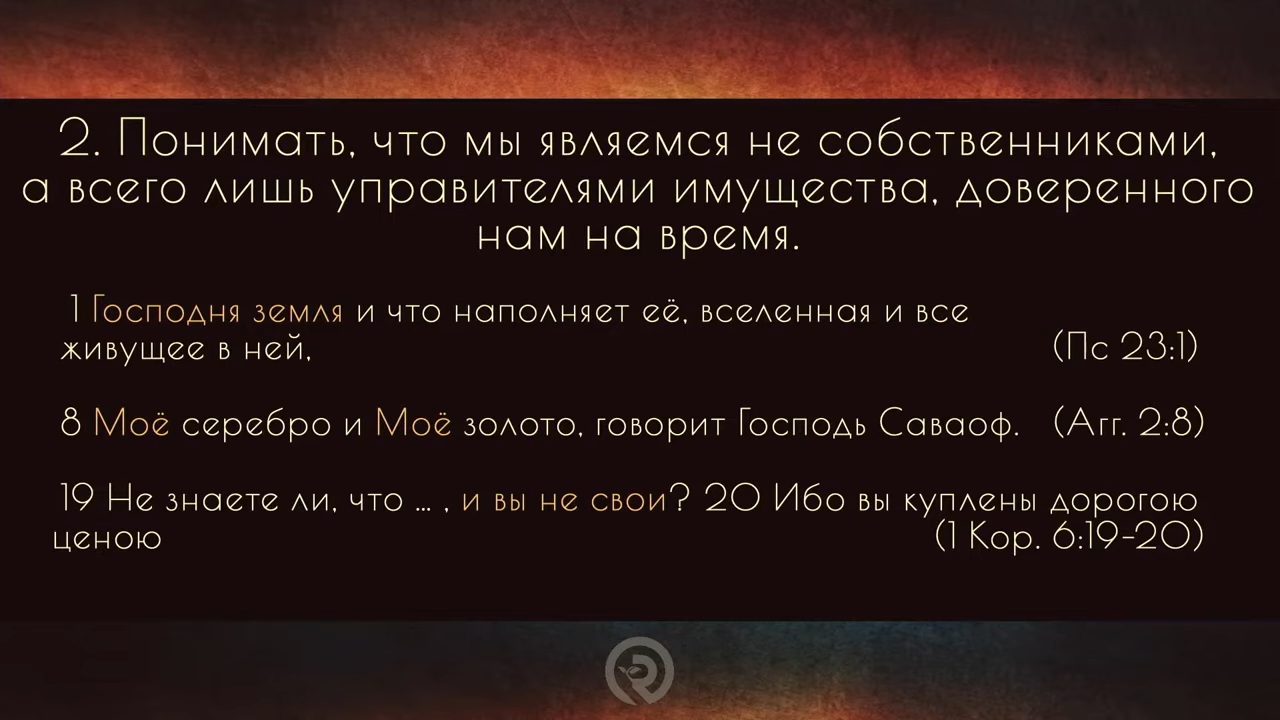 2. Понимать, что мы являемся не собственниками,
а всего лишь управителями имущества, доверенного
нам на время.
1 Господня земля и что наполняет её, вселенная и все
живущее в ней, (Пс 23:1)
8 Моё серебро и Моё золото, говорит Господь Саваоф. (Агг. 2:8)
19 Не знаете ли, что ... , и вы не свои? 20 Ибо вы куплены дорогою
ценою (1 Кор. 6:19-20)